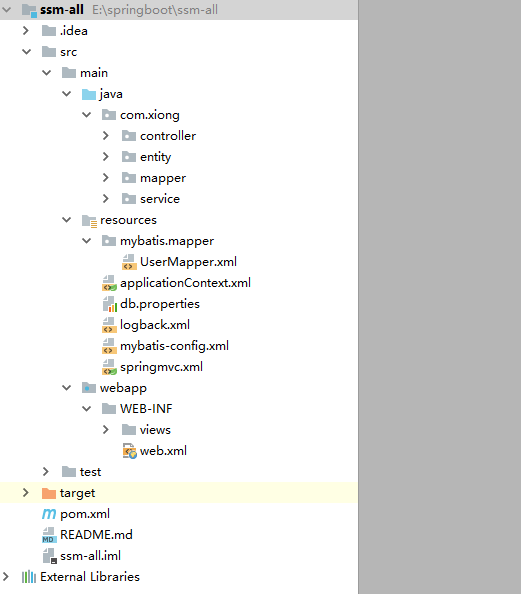 ssm-all E:\springboot\ssm-all
.idea
src
main
java
com.xiong
controller
entity
mapper
service
resources
mybatis.mapper
UserMapper.xml
applicationContext.xml
db.properties
logback.xml
mybatis-config.xml
springmvc.xml
webapp
WEB-INF
views
web.xml
test
target
pom.xml
README.md
ssm-all.iml
External Libraries